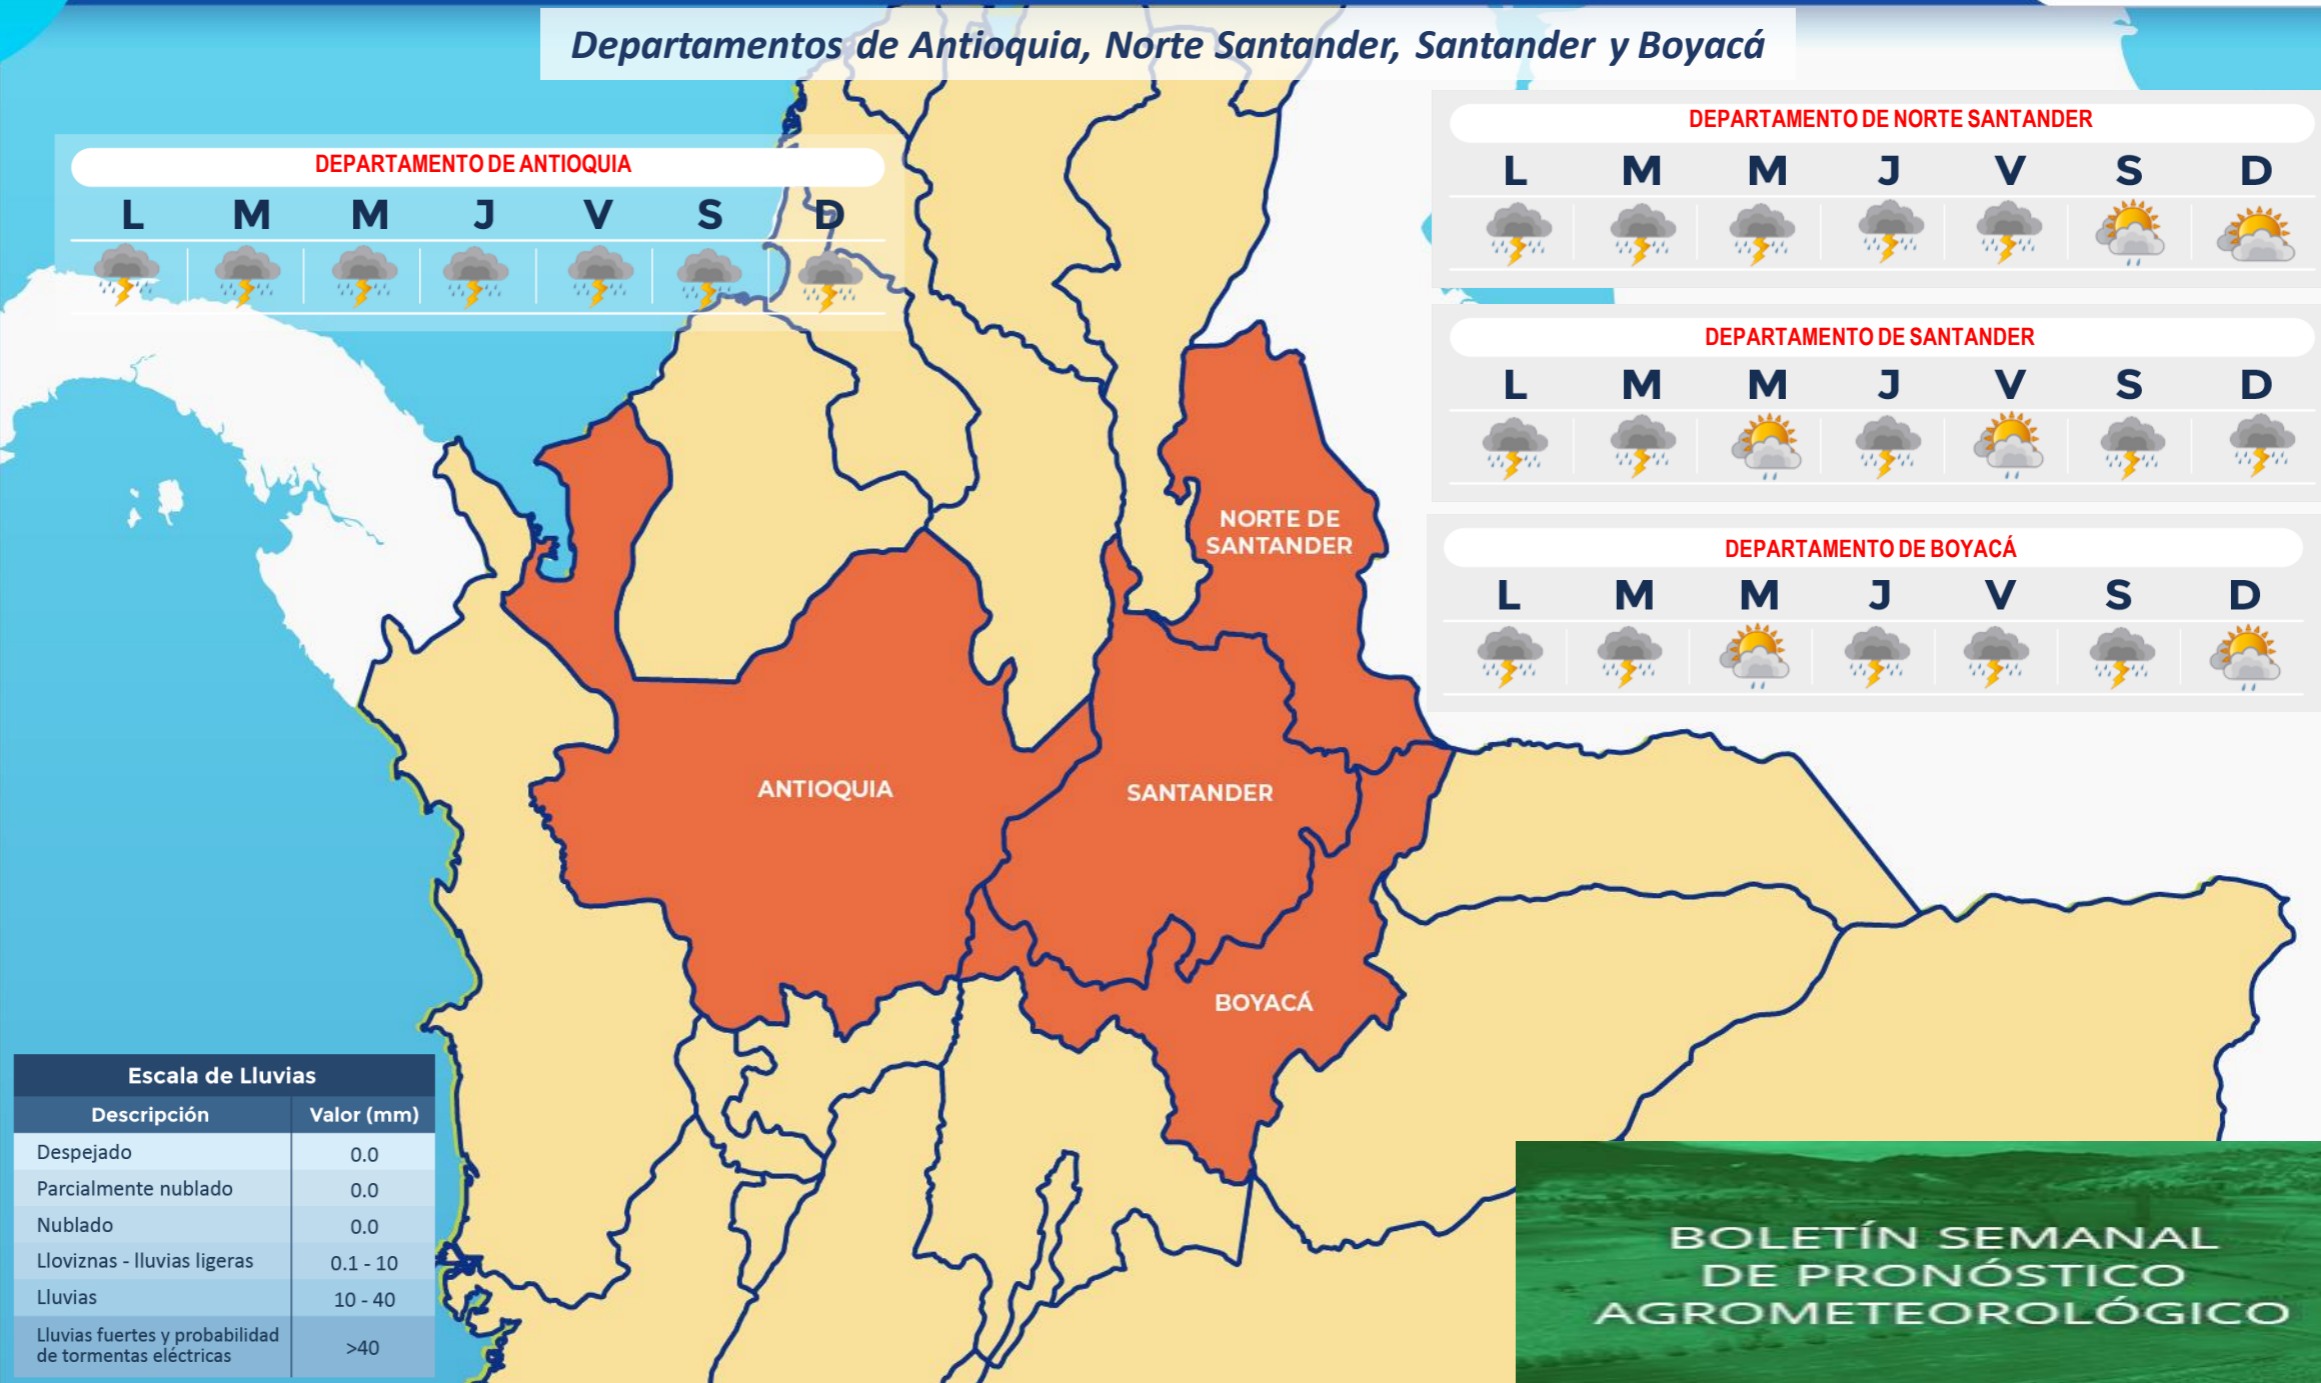 Departamentos de Antioquia, Norte Santander, Santander y Boyacá
DEPARTAMENTO DE ANTIOQUIA
L M M J V S D
DEPARTAMENTO DE NORTE SANTANDER
L M M J V S D
DEPARTAMENTO DE SANTANDER
L M M J V S D
DEPARTAMENTO DE BOYACÁ
L M M J V S D
NORTE DE
SANTANDER
ANTIOQUIA
SANTANDER
BOYACÁ
Escala de Lluvias
Descripción Valor (mm)
Despejado 0.0
Parcialmente nublado 0.0
Nublado 0.0
Lloviznas - lluvias ligeras 0.1 - 10
Lluvias 10 - 40
Lluvias fuertes y probabilidad
de tormentas eléctricas >40
BOLETÍN SEMANAL
DE PRONÓSTICO
AGROMETEOROLÓGICO